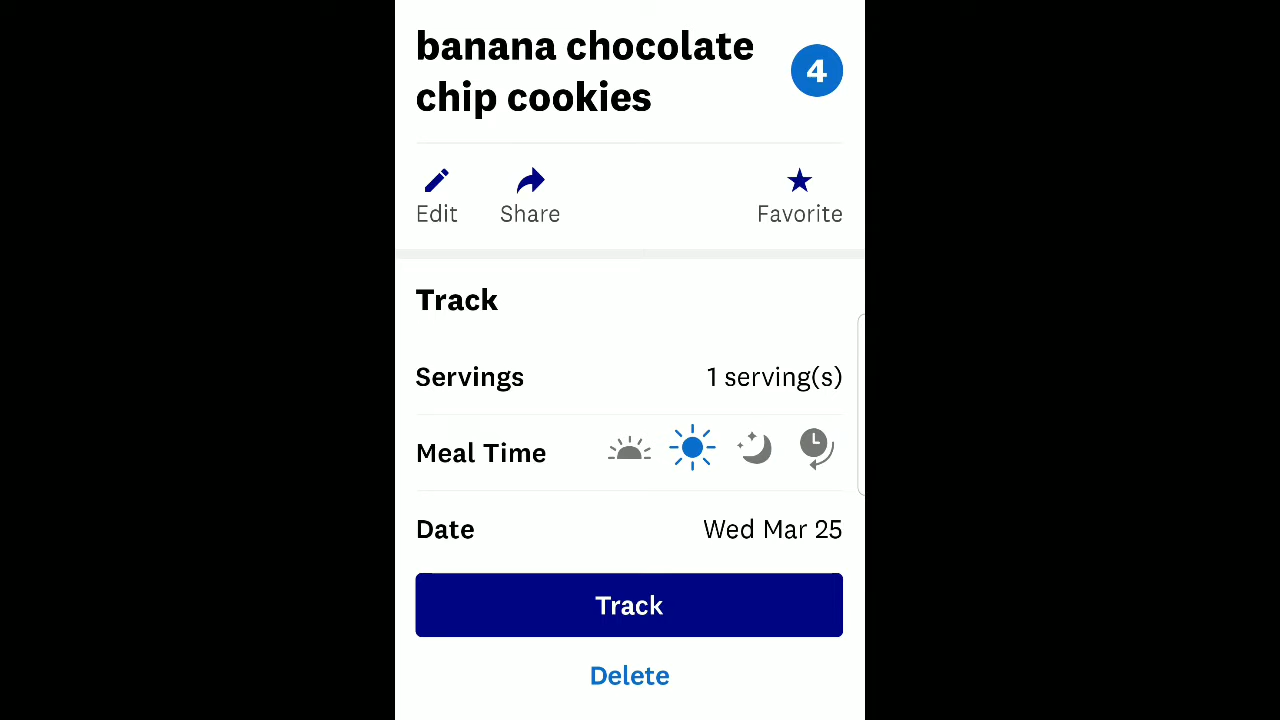 banana chocolate
chip cookies
4
Edit
Share
Favorite
Track
Servings
1 serving(s)
Meal Time
Date
Wed Mar 25
Track
Delete